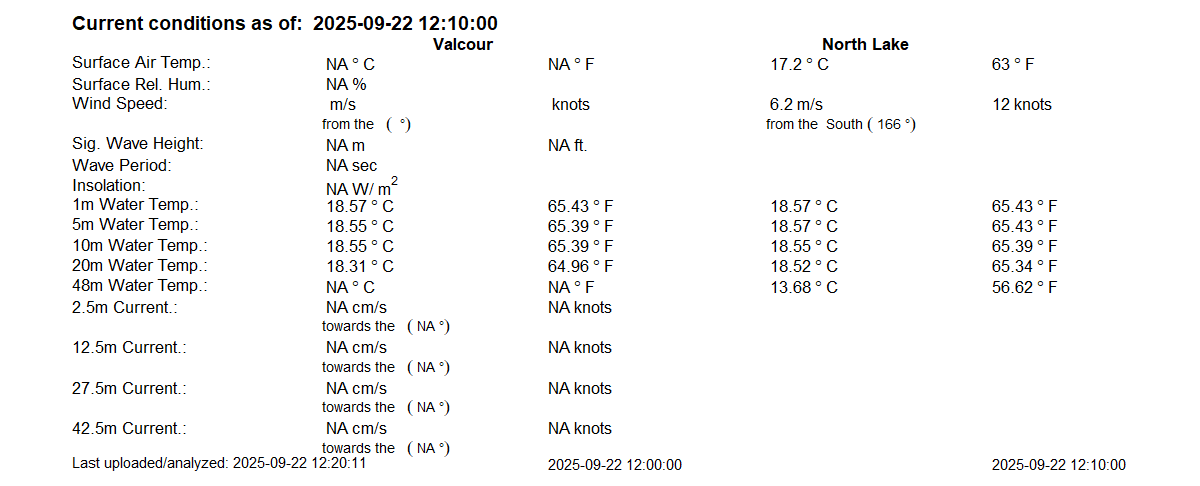 Current conditions as of: 2025-09-22 12:10:00
Valcour North Lake
Surface Air Temp.: NA ° C NA ° F 17.2 ° C 63 ° F
Surface Rel. Hum.: NA %
Wind Speed: m/s knots 6.2 m/s 12 knots
from the ( °) from the South ( 166 °)
Sig. Wave Height: NA m NA ft.
Wave Period: NA sec
Insolation: NA W/ m2
1m Water Temp.: 18.57 ° C 65.43 ° F 18.57 ° C 65.43 ° F
5m Water Temp.: 18.55 ° C 65.39 ° F 18.57 ° C 65.43 ° F
10m Water Temp.: 18.55 ° C 65.39 ° F 18.55 ° C 65.39 ° F
20m Water Temp.: 18.31 ° C 64.96 ° F 18.52 ° C 65.34 ° F
48m Water Temp.: NA ° C NA ° F 13.68 ° C 56.62 ° F
2.5m Current.: NA cm/s NA knots
towards the ( NA °)
12.5m Current.: NA cm/s NA knots
towards the ( NA °)
27.5m Current.: NA cm/s NA knots
towards the ( NA °)
42.5m Current.: NA cm/s NA knots
towards the ( NA °)
Last uploaded/analyzed: 2025-09-22 12:20:11 2025-09-22 12:00:00 2025-09-22 12:10:00